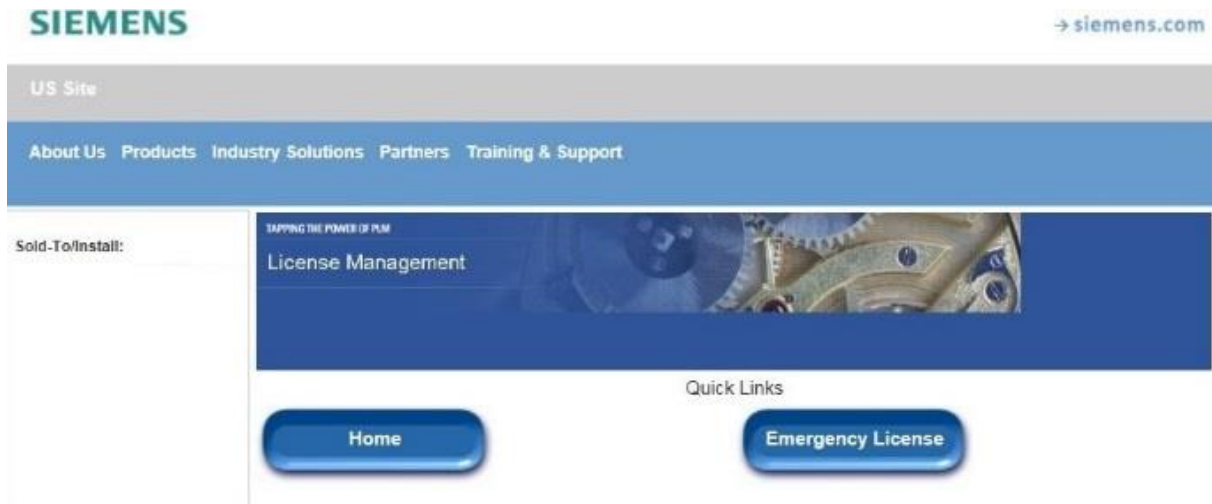 SIEMENS
→ siemens.com
US Site
About Us Products Industry Solutions Partners Training & Support
Sold-To/Install:
TAPPING THE POWER OF PLM
License Management
Quick Links
Home
Emergency License